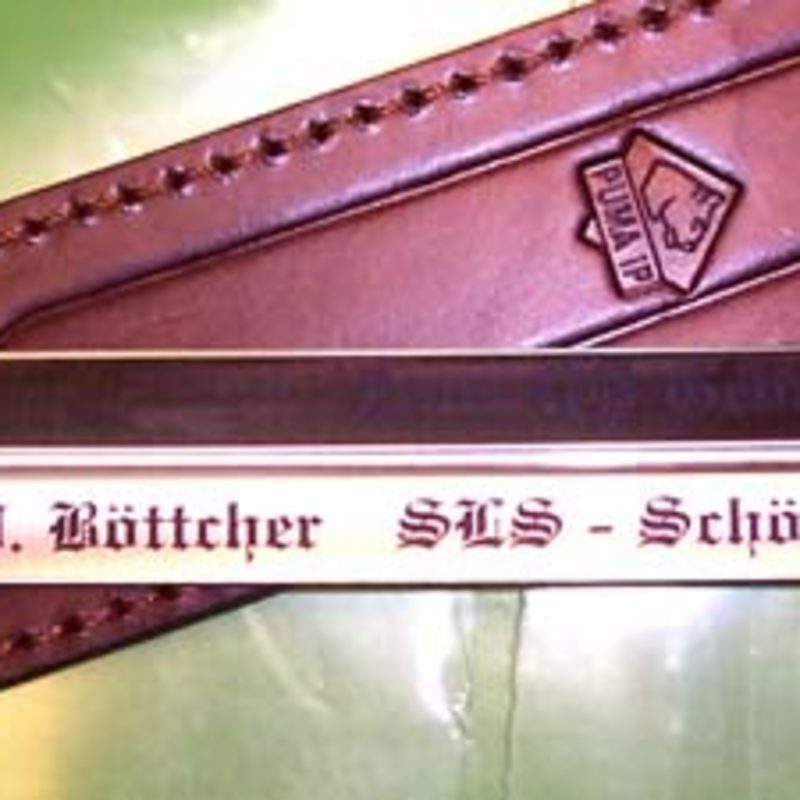 PUMA IP
. Böttcher SLS - Schö